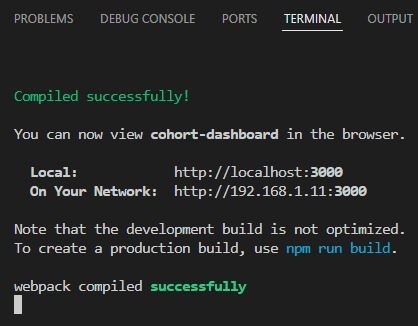 PROBLEMS DEBUG CONSOLE PORTS TERMINAL OUTPUT
Compiled successfully!
You can now view cohort-dashboard in the browser.
Local: http://localhost:3000
On Your Network: http://192.168.1.11:3000
Note that the development build is not optimized.
To create a production build, use npm run build.
webpack compiled successfully